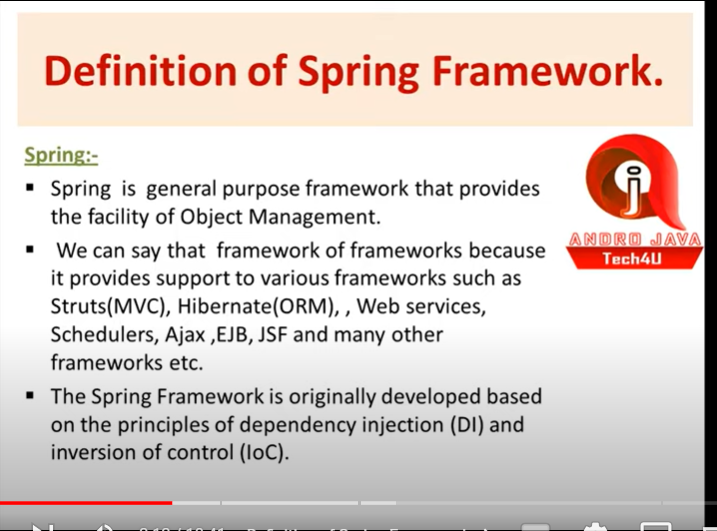 Definition of Spring Framework.
Spring:-
▪ Spring is general purpose framework that provides
the facility of Object Management.
▪ We can say that framework of frameworks because
it provides support to various frameworks such as
Struts(MVC), Hibernate(ORM), , Web services,
Schedulers, Ajax ,EJB, JSF and many other
frameworks etc.
▪ The Spring Framework is originally developed based
on the principles of dependency injection (DI) and
inversion of control (IoC).
j
ANDRO JAVA
Tech4U